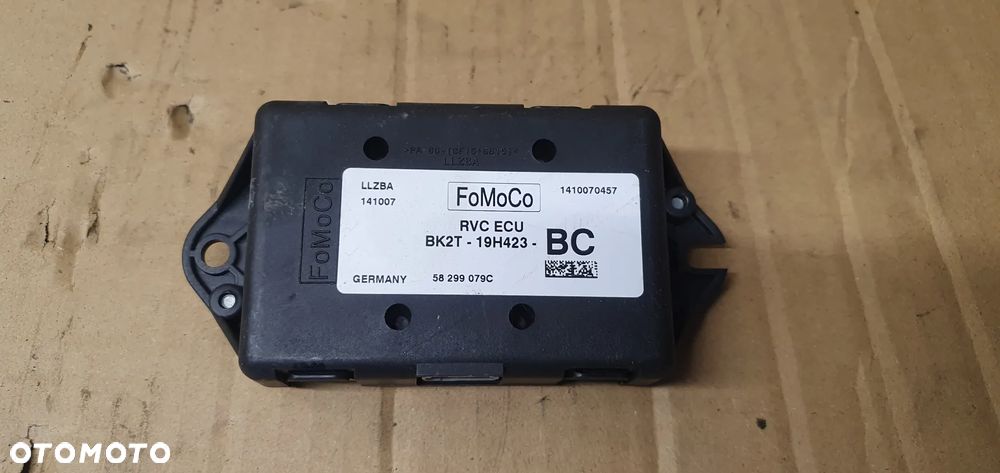 LLZBA
FoMoCo
LLZBA
141007
FoMoCo
1410070457
RVC ECU
BK2T - 19H423 - BC
GERMANY
58 299 079C
OTOMOTO